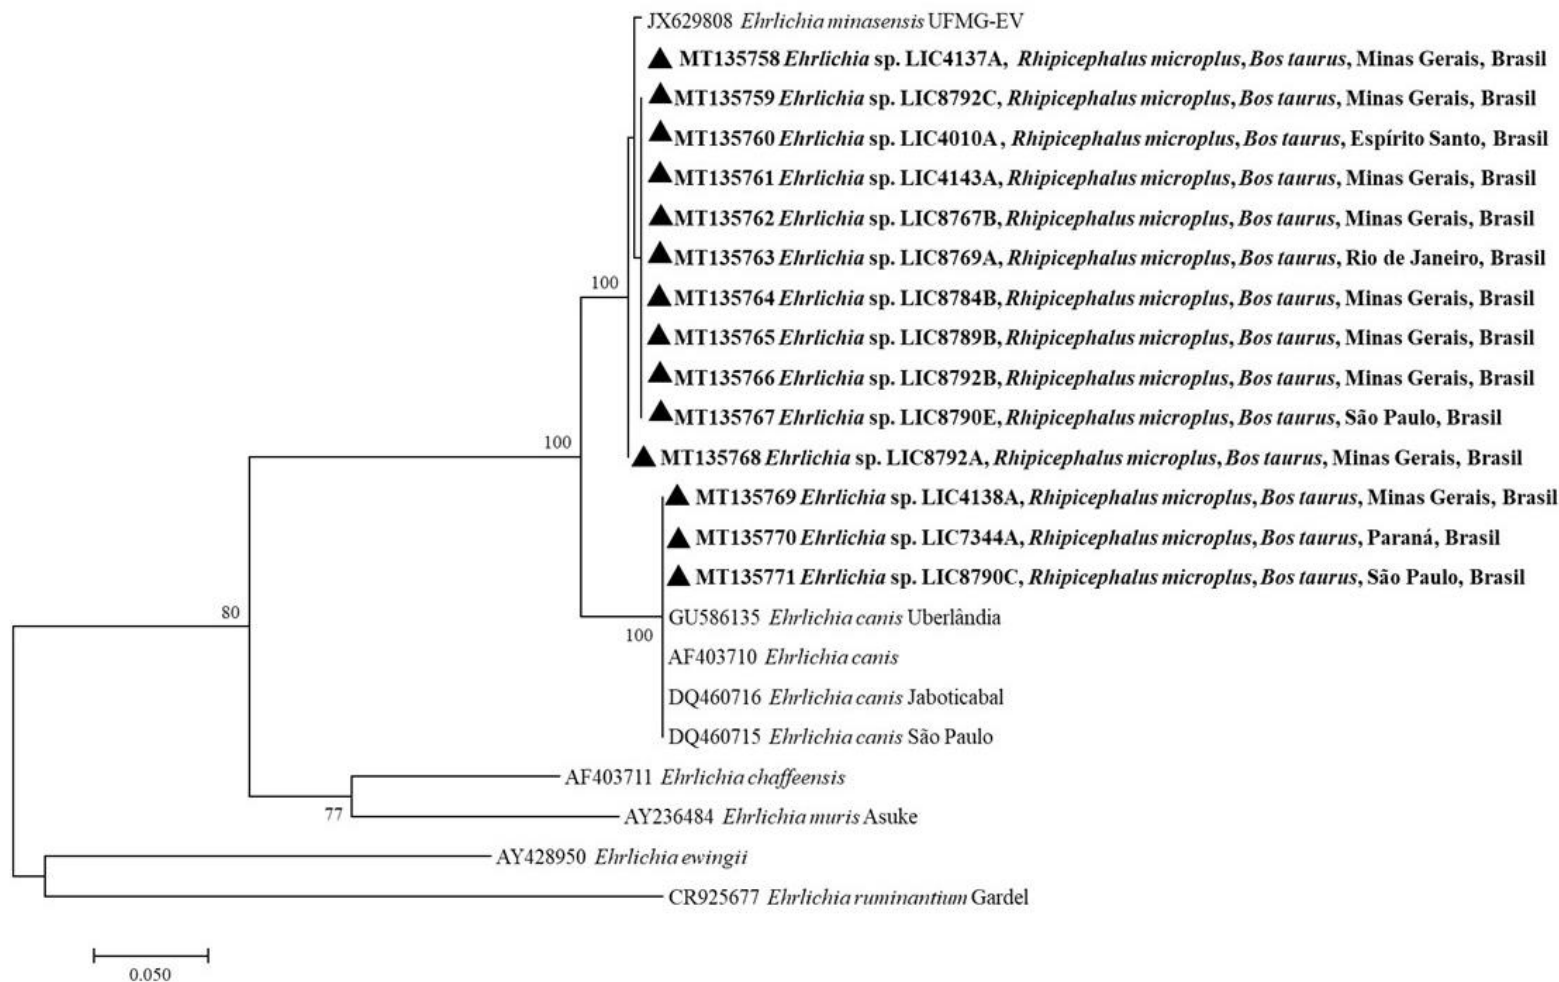 JX629808 Ehrlichia minasensis UFMG-EV
MT135758 Ehrlichia sp. LIC4137A, Rhipicephalus microplus, Bos taurus, Minas Gerais, Brasil
MT135759 Ehrlichia sp. LIC8792C, Rhipicephalus microplus, Bos taurus, Minas Gerais, Brasil
MT135760 Ehrlichia sp. LIC4010A, Rhipicephalus microplus, Bos taurus, Espírito Santo, Brasil
MT135761 Ehrlichia sp. LIC4143A, Rhipicephalus microplus, Bos taurus, Minas Gerais, Brasil
MT135762 Ehrlichia sp. LIC8767B, Rhipicephalus microplus, Bos taurus, Minas Gerais, Brasil
MT135763 Ehrlichia sp. LIC8769A, Rhipicephalus microplus, Bos taurus, Rio de Janeiro, Brasil
100
MT135764 Ehrlichia sp. LIC8784B, Rhipicephalus microplus, Bos taurus, Minas Gerais, Brasil
MT135765 Ehrlichia sp. LIC8789B, Rhipicephalus microplus, Bos taurus, Minas Gerais, Brasil
MT135766 Ehrlichia sp. LIC8792B, Rhipicephalus microplus, Bos taurus, Minas Gerais, Brasil
MT135767 Ehrlichia sp. LIC8790E, Rhipicephalus microplus, Bos taurus, São Paulo, Brasil
100
MT135768 Ehrlichia sp. LIC8792A, Rhipicephalus microplus, Bos taurus, Minas Gerais, Brasil
MT135769 Ehrlichia sp. LIC4138A, Rhipicephalus microplus, Bos taurus, Minas Gerais, Brasil
MT135770 Ehrlichia sp. LIC7344A, Rhipicephalus microplus, Bos taurus, Paraná, Brasil
MT135771 Ehrlichia sp. LIC8790C, Rhipicephalus microplus, Bos taurus, São Paulo, Brasil
80
GU586135 Ehrlichia canis Uberlândia
100
AF403710 Ehrlichia canis
DQ460716 Ehrlichia canis Jaboticabal
DQ460715 Ehrlichia canis São Paulo
AF403711 Ehrlichia chaffeensis
77
AY236484 Ehrlichia muris Asuke
AY428950 Ehrlichia ewingii
CR925677 Ehrlichia ruminantium Gardel
0.050